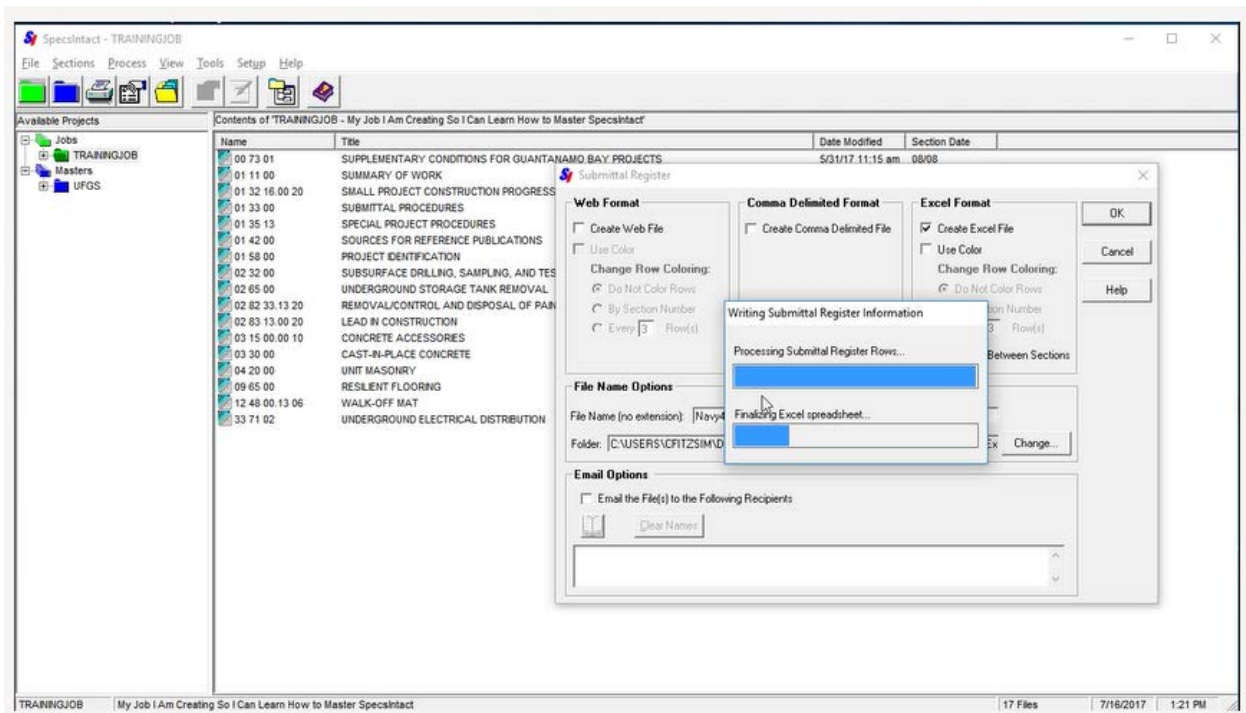 SpecsIntact - TRAININGJOB
File Sections Process View Tools Setup Help
Available Projects
Contents of 'TRAININGJOB - My Job I Am Creating So I Can Learn How to Master SpecsIntact'
Jobs
TRAININGJOB
Masters
UFGS
Name Title Date Modified Section Date
00 73 01 SUPPLEMENTARY CONDITIONS FOR GUANTANAMO BAY PROJECTS 5/31/17 11:15 am 08/08
01 11 00 SUMMARY OF WORK
01 32 16.00 20 SMALL PROJECT CONSTRUCTION PROGRESS
01 33 00 SUBMITTAL PROCEDURES
01 35 13 SPECIAL PROJECT PROCEDURES
01 42 00 SOURCES FOR REFERENCE PUBLICATIONS
01 58 00 PROJECT IDENTIFICATION
02 32 00 SUBSURFACE DRILLING, SAMPLING, AND TES
02 65 00 UNDERGROUND STORAGE TANK REMOVAL
02 82 33.13 20 REMOVAL/CONTROL AND DISPOSAL OF PAIN
02 83 13.00 20 LEAD IN CONSTRUCTION
03 15 00.00 10 CONCRETE ACCESSORIES
03 30 00 CAST-IN-PLACE CONCRETE
04 20 00 UNIT MASONRY
09 65 00 RESILIENT FLOORING
12 48 00.13 06 WALK-OFF MAT
33 71 02 UNDERGROUND ELECTRICAL DISTRIBUTION
Submittal Register
Web Format
Create Web File
Use Color
Change Row Coloring:
Do Not Color Rows
By Section Number
Every 3 Row(s)
Comma Delimited Format
Create Comma Delimited File
Excel Format
Create Excel File
Use Color
Change Row Coloring:
Do Not Color Rows
Number
3 Row(s)
Between Sections
OK
Cancel
Help
Writing Submittal Register Information
Processing Submittal Register Rows...
Finalizing Excel spreadsheet...
File Name Options
File Name (no extension): Navy4
Folder: C:\USERS\CFITZSIM\D Ex Change...
Email Options
Email the File(s) to the Following Recipients
Clear Names
TRAININGJOB My Job I Am Creating So I Can Learn How to Master SpecsIntact 17 Files 7/16/2017 1:21 PM